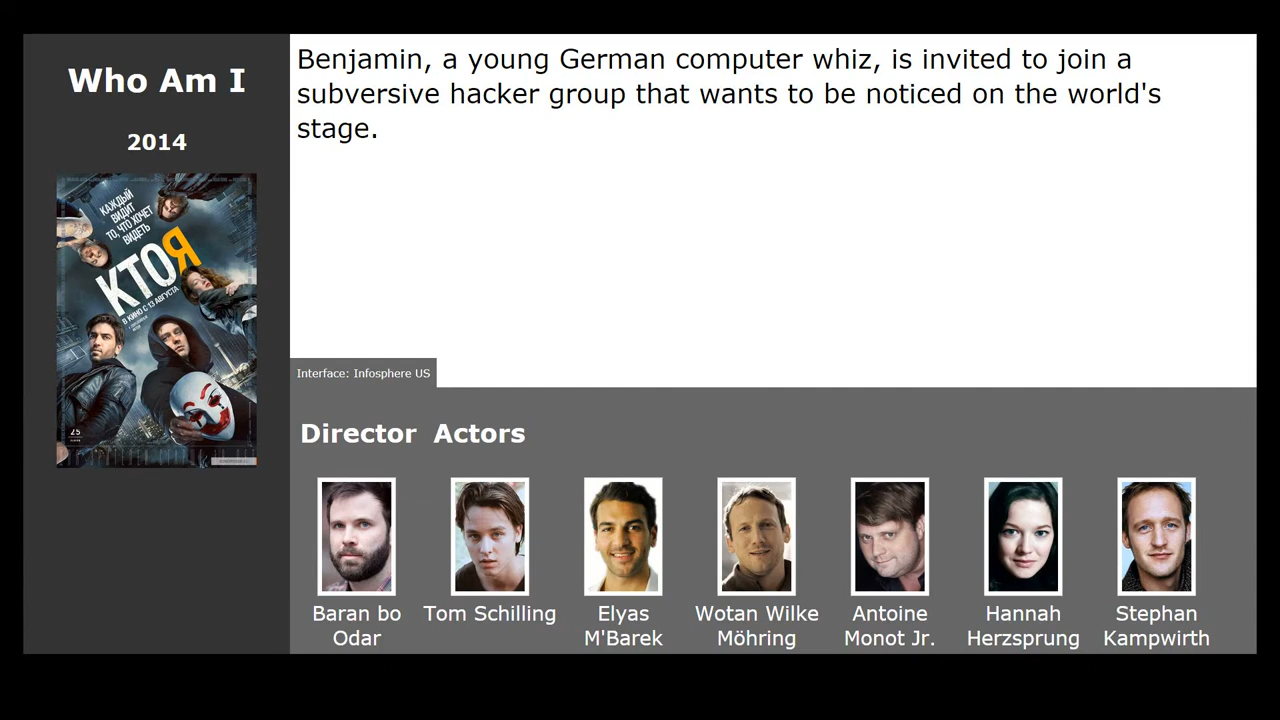 Who Am I
2014
КАЖДЫЙ
ВИДИТ
ТО, ЧТО ХОЧЕТ
ВИДЕТЬ
КТО Я
В КИНО С 13 АВГУСТА
Benjamin, a young German computer whiz, is invited to join a
subversive hacker group that wants to be noticed on the world's
stage.
Interface: Infosphere US
Director Actors
Baran bo
Odar
Tom Schilling
Elyas
M'Barek
Wotan Wilke
Möhring
Antoine
Monot Jr.
Hannah
Herzsprung
Stephan
Kampwirth